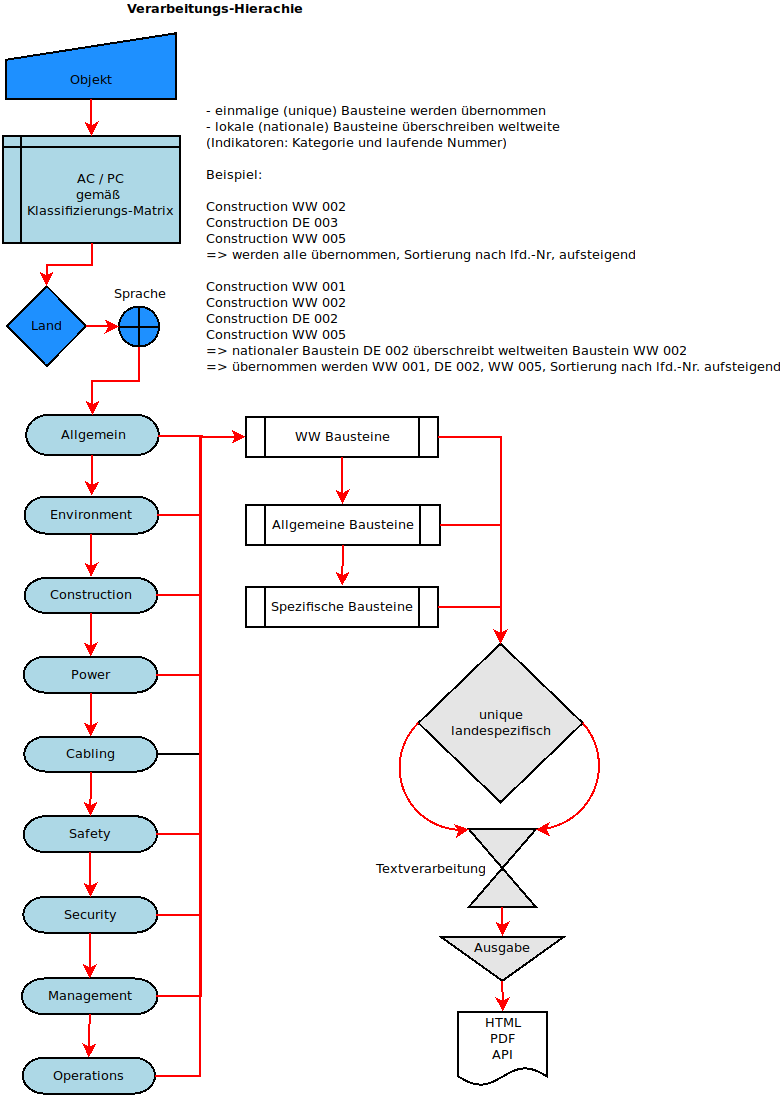 Verarbeitungs-Hierachie
Objekt
- einmalige (unique) Bausteine werden übernommen
- lokale (nationale) Bausteine überschreiben weltweite
(Indikatoren: Kategorie und laufende Nummer)
Beispiel:
Construction WW 002
Construction DE 003
Construction WW 005
=> werden alle übernommen, Sortierung nach lfd.-Nr, aufsteigend
Construction WW 001
Construction WW 002
Construction DE 002
Construction WW 005
=> nationaler Baustein DE 002 überschreibt weltweiten Baustein WW 002
=> übernommen werden WW 001, DE 002, WW 005, Sortierung nach lfd.-Nr. aufsteigend
AC / PC
gemäß
Klassifizierungs-Matrix
Sprache
Land
Allgemein
Environment
Construction
Power
Cabling
Safety
Security
Management
Operations
WW Bausteine
Allgemeine Bausteine
Spezifische Bausteine
unique
landespezifisch
Textverarbeitung
Ausgabe
HTML
PDF
API